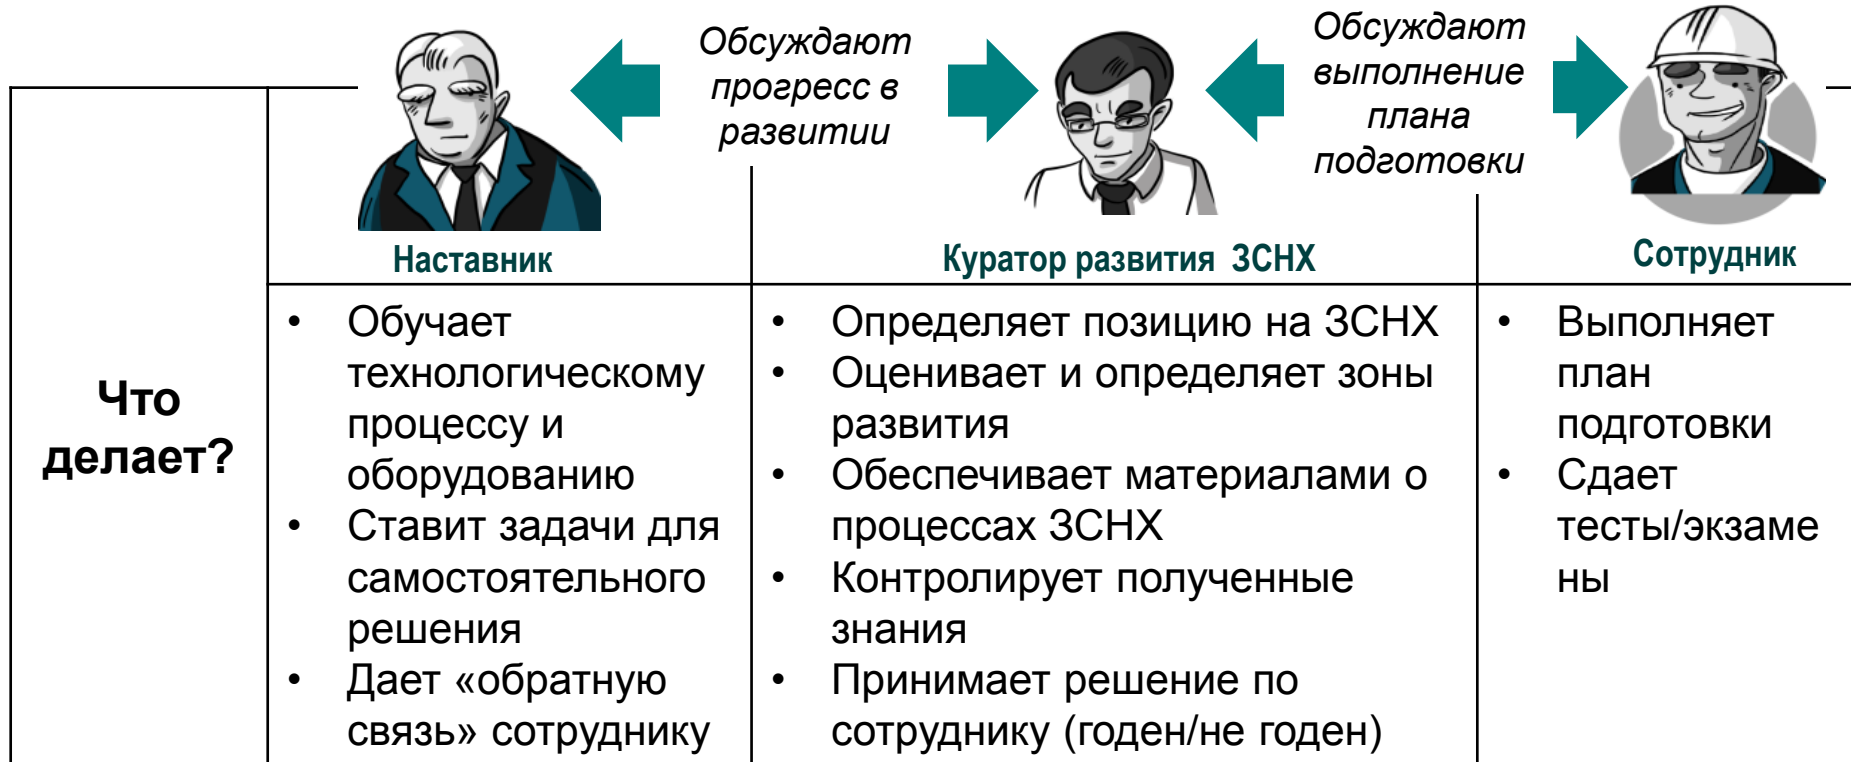 Обсуждают
прогресс в
развитии
Обсуждают
выполнение
плана
подготовки
Наставник
Куратор развития ЗСНХ
Сотрудник
Что
делает?
• Обучает
технологическому
процессу и
оборудованию
• Ставит задачи для
самостоятельного
решения
• Дает «обратную
связь» сотруднику
• Определяет позицию на ЗСНХ
• Оценивает и определяет зоны
развития
• Обеспечивает материалами о
процессах ЗСНХ
• Контролирует полученные
знания
• Принимает решение по
сотруднику (годен/не годен)
• Выполняет
план
подготовки
• Сдает
тесты/экзаме
ны